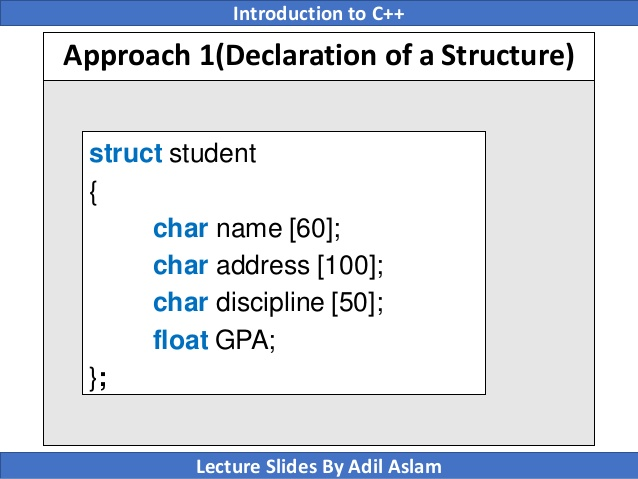 Introduction to C++
Approach 1(Declaration of a Structure)
struct student
{
char name [60];
char address [100];
char discipline [50];
float GPA;
};
Lecture Slides By Adil Aslam